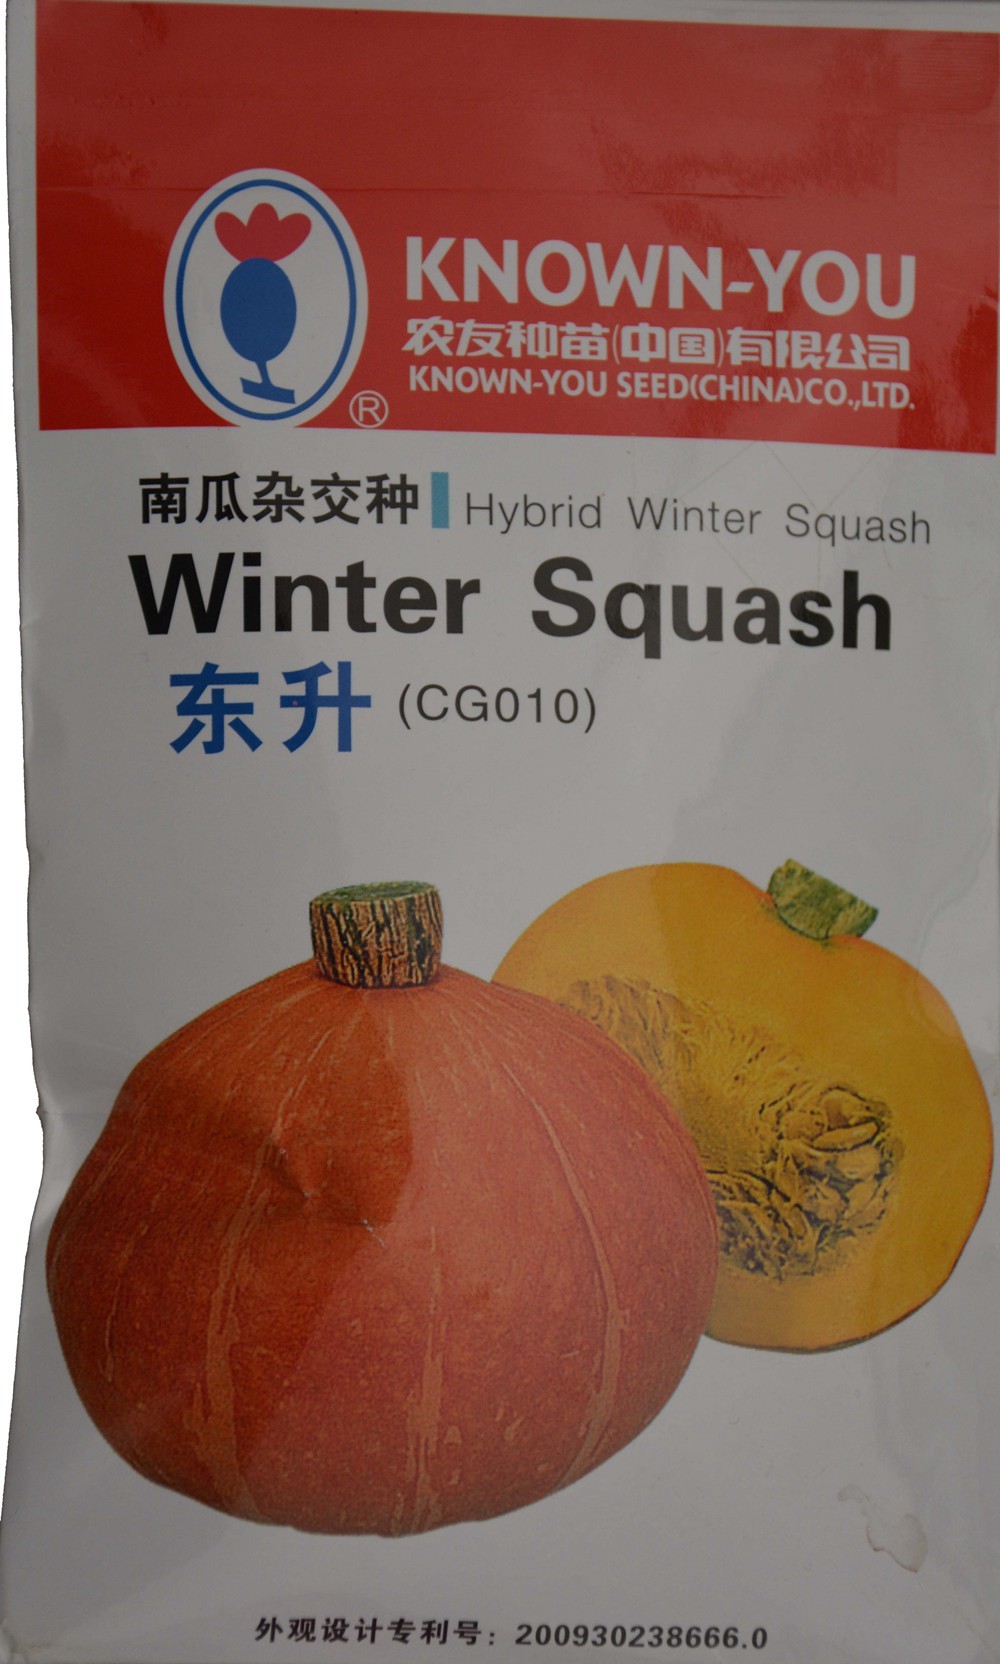 KNOWN-YOU
农友种苗(中国)有限公司
KNOWN-YOU SEED(CHINA)CO.,LTD.
®
南瓜杂交种 Hybrid Winter Squash
Winter Squash
东升 (CG010)
外观设计专利号：200930238666.0